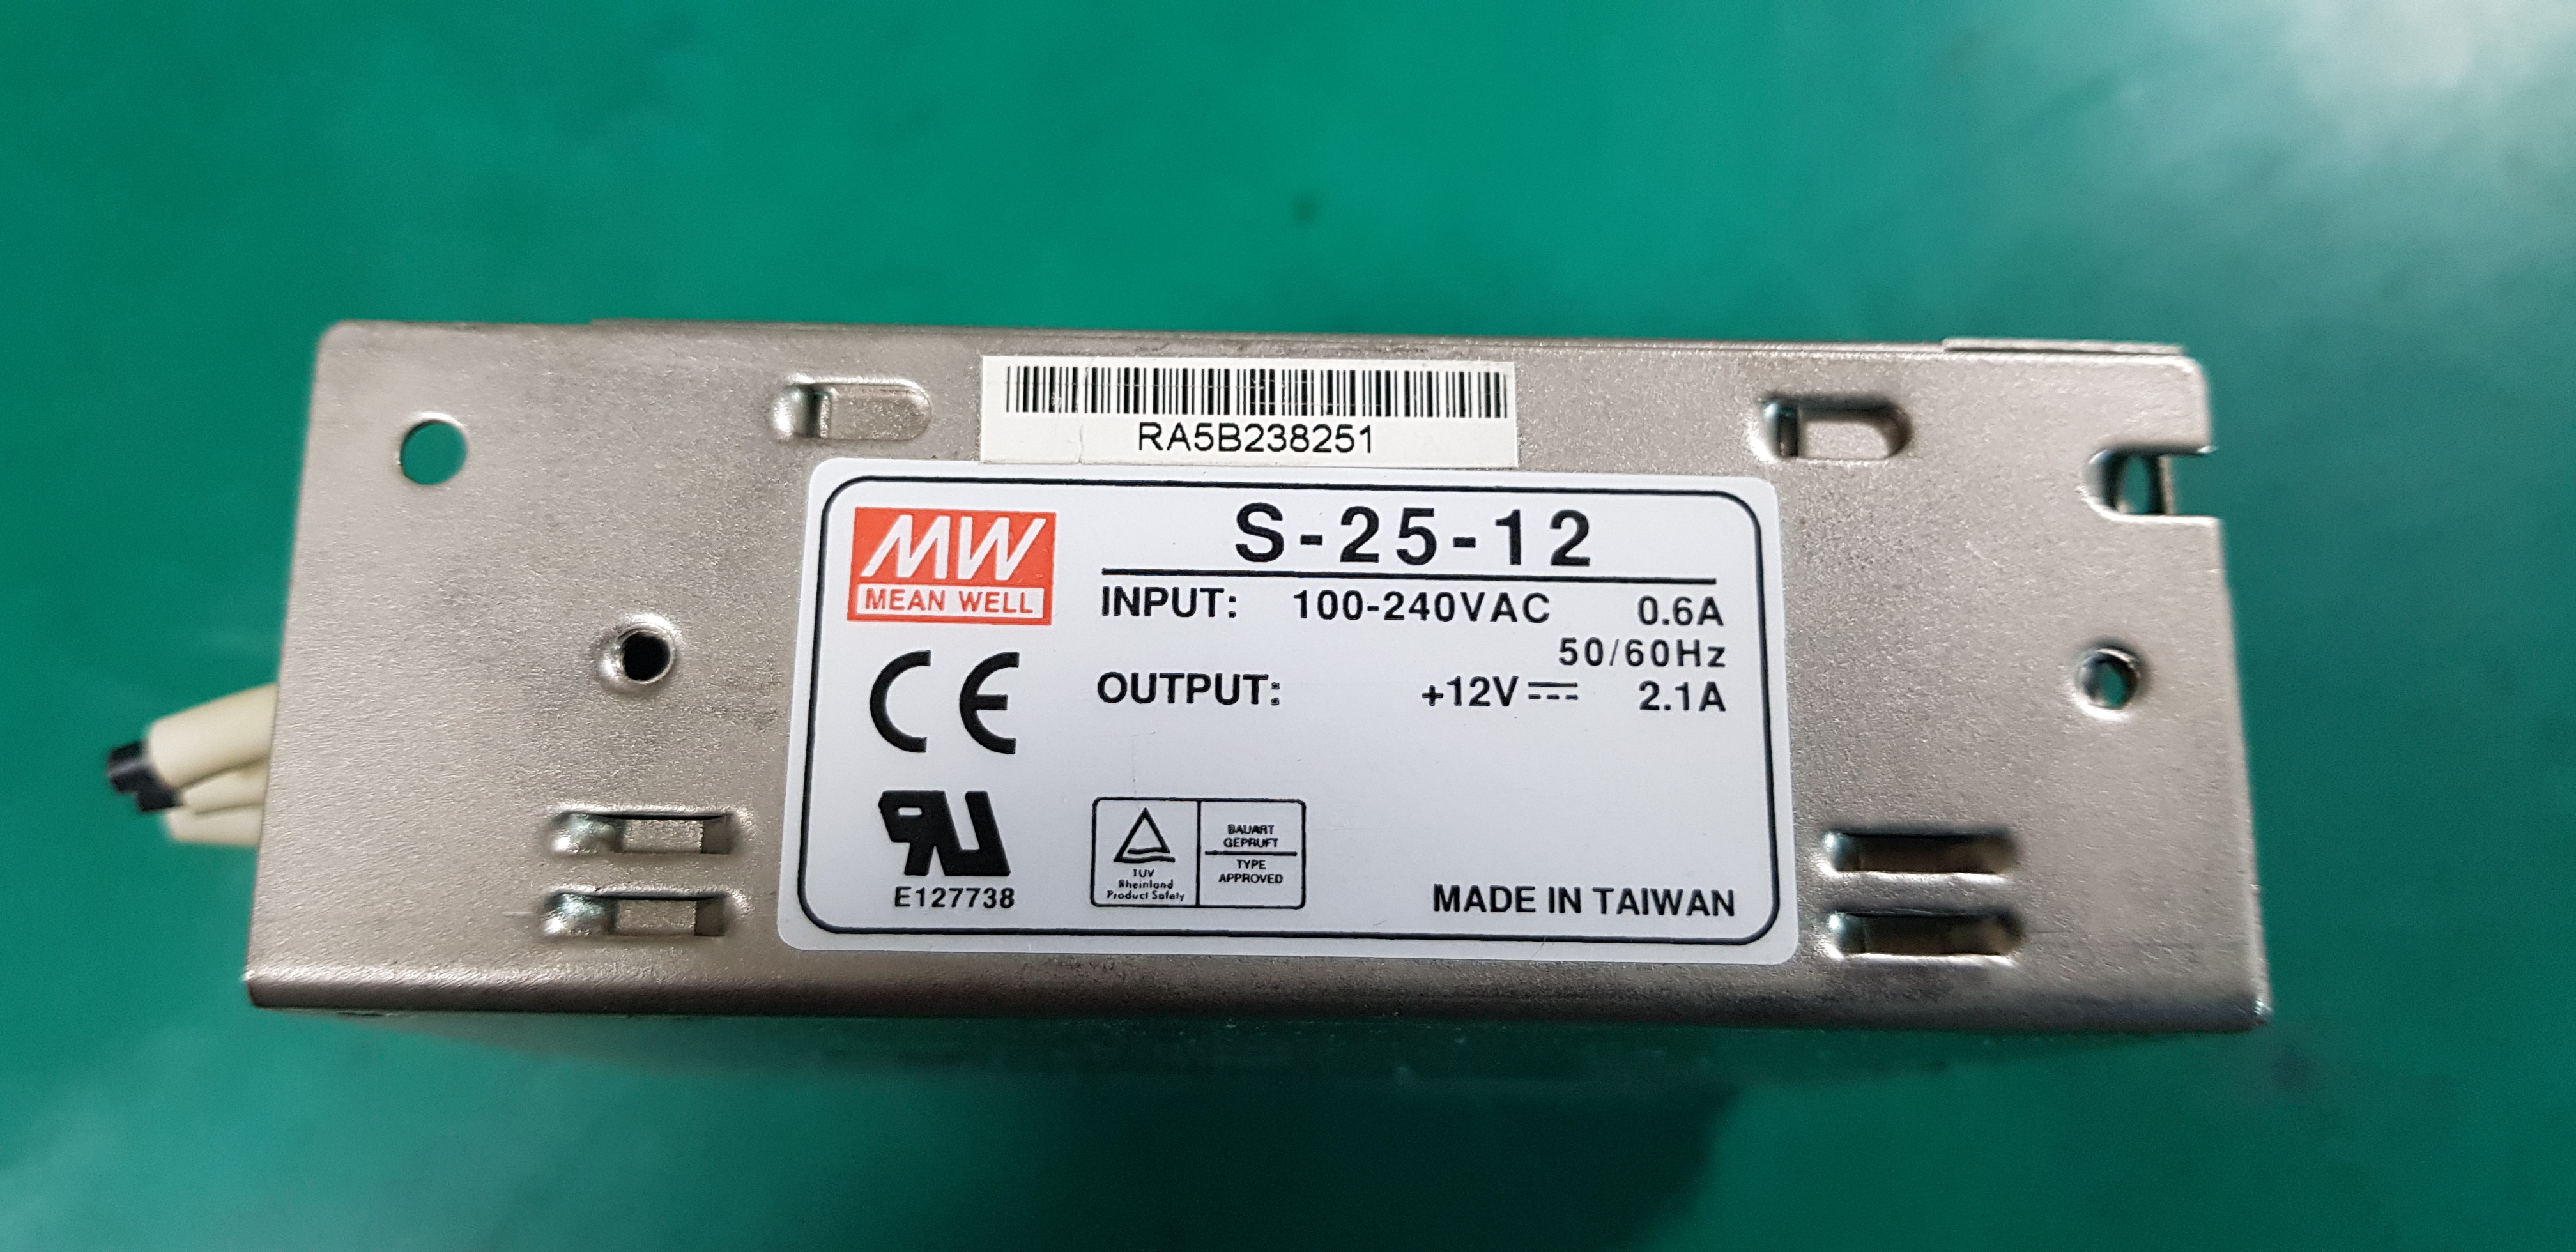 RA5B238251
MW
MEAN WELL
S-25-12
INPUT: 100-240VAC 0.6A
50/60Hz
OUTPUT: +12V 2.1A
CE
E127738
TUV
Rheinland
Product Safety
BAUART
GEPRUFT
TYPE
APPROVED
MADE IN TAIWAN